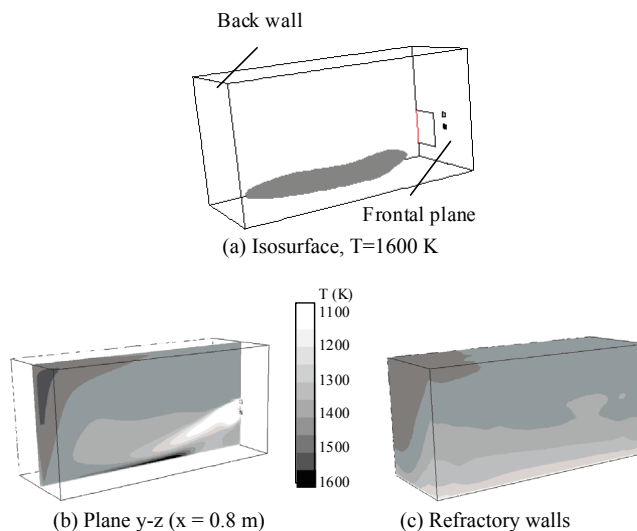 Back wall
Frontal plane
(a) Isosurface, T=1600 K
T (K)
1100
1200
1300
1400
1500
1600
(b) Plane y-z (x = 0.8 m)
(c) Refractory walls